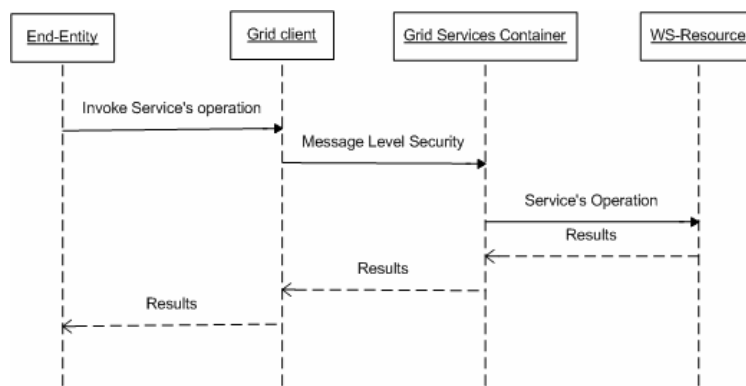 End-Entity
Grid client
Grid Services Container
WS-Resource
Invoke Service's operation
Message Level Security
Service's Operation
Results
Results
Results